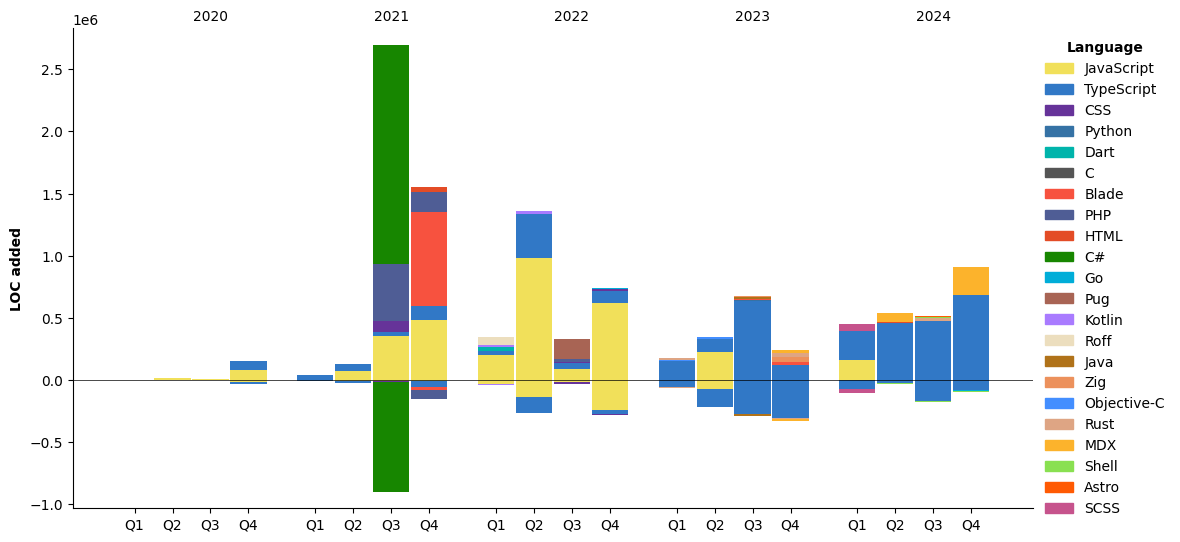 1e6
2020 2021 2022 2023 2024
LOC added
2.5
2.0
1.5
1.0
0.5
0.0
−0.5
−1.0
Q1 Q2 Q3 Q4 Q1 Q2 Q3 Q4 Q1 Q2 Q3 Q4 Q1 Q2 Q3 Q4 Q1 Q2 Q3 Q4
Language
JavaScript
TypeScript
CSS
Python
Dart
C
Blade
PHP
HTML
C#
Go
Pug
Kotlin
Roff
Java
Zig
Objective-C
Rust
MDX
Shell
Astro
SCSS